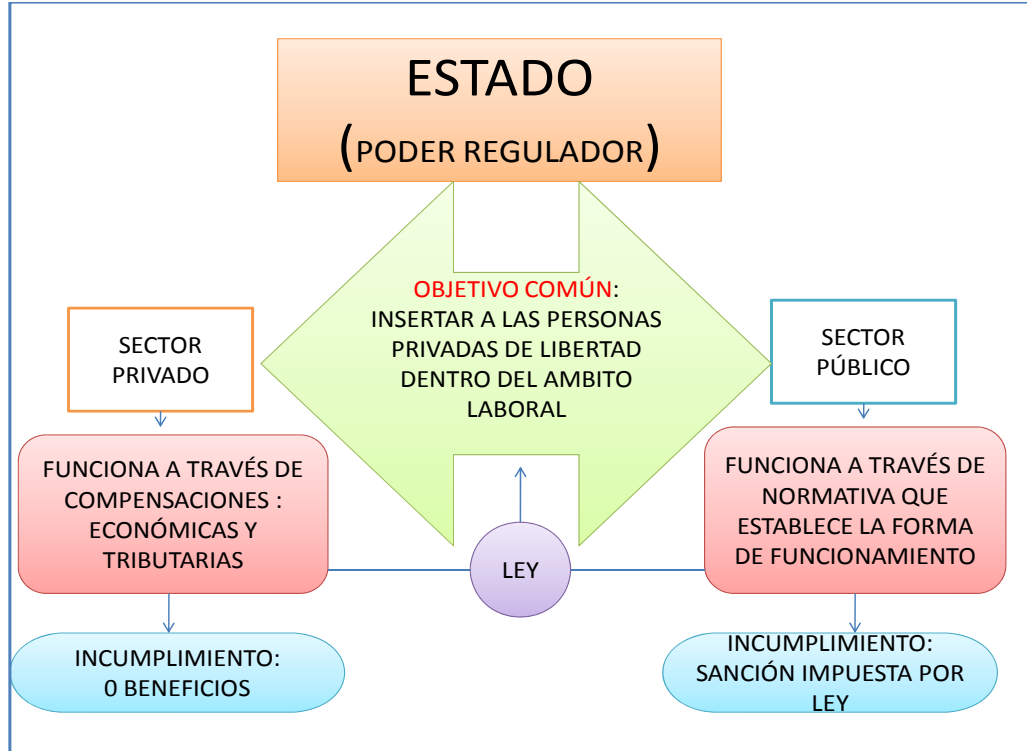 ESTADO
(PODER REGULADOR)
OBJETIVO COMÚN:
INSERTAR A LAS PERSONAS
PRIVADAS DE LIBERTAD
DENTRO DEL AMBITO
LABORAL
SECTOR
PRIVADO
SECTOR
PÚBLICO
FUNCIONA A TRAVÉS DE
COMPENSACIONES :
ECONÓMICAS Y
TRIBUTARIAS
FUNCIONA A TRAVÉS DE
NORMATIVA QUE
ESTABLECE LA FORMA
DE FUNCIONAMIENTO
LEY
INCUMPLIMIENTO:
0 BENEFICIOS
INCUMPLIMIENTO:
SANCIÓN IMPUESTA POR
LEY